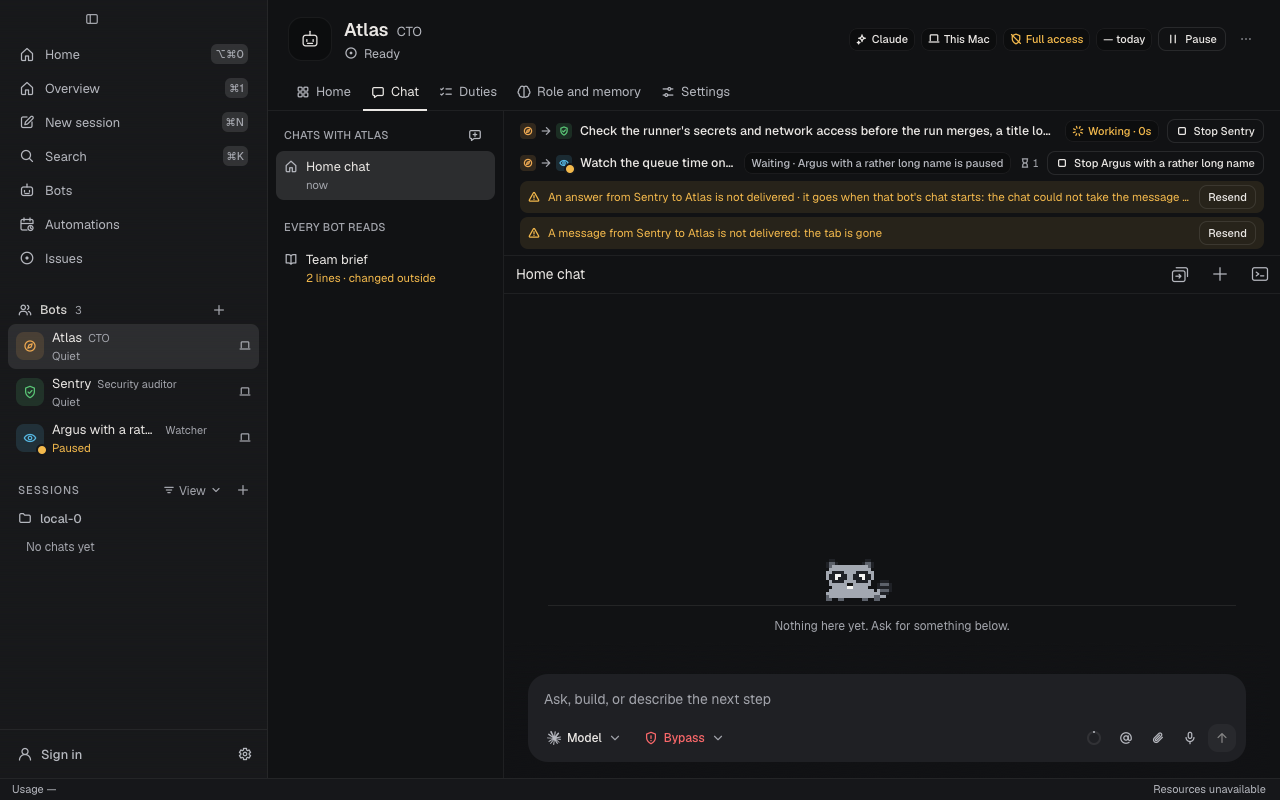 Home ⌥⌘0
Overview ⌘1
New session ⌘N
Search ⌘K
Bots
Automations
Issues
Bots 3
Atlas CTO
Quiet
Sentry Security auditor
Quiet
Argus with a rat... Watcher
Paused
SESSIONS View
local-0
No chats yet
Sign in
Usage —
Atlas CTO
Ready
Claude
This Mac
Full access
— today
Pause
Home
Chat
Duties
Role and memory
Settings
CHATS WITH ATLAS
Home chat
now
EVERY BOT READS
Team brief
2 lines · changed outside
Check the runner's secrets and network access before the run merges, a title lo... Working · 0s Stop Sentry
Watch the queue time on... Waiting · Argus with a rather long name is paused 1 Stop Argus with a rather long name
An answer from Sentry to Atlas is not delivered · it goes when that bot's chat starts: the chat could not take the message ... Resend
A message from Sentry to Atlas is not delivered: the tab is gone Resend
Home chat
Nothing here yet. Ask for something below.
Ask, build, or describe the next step
Model Bypass
Resources unavailable